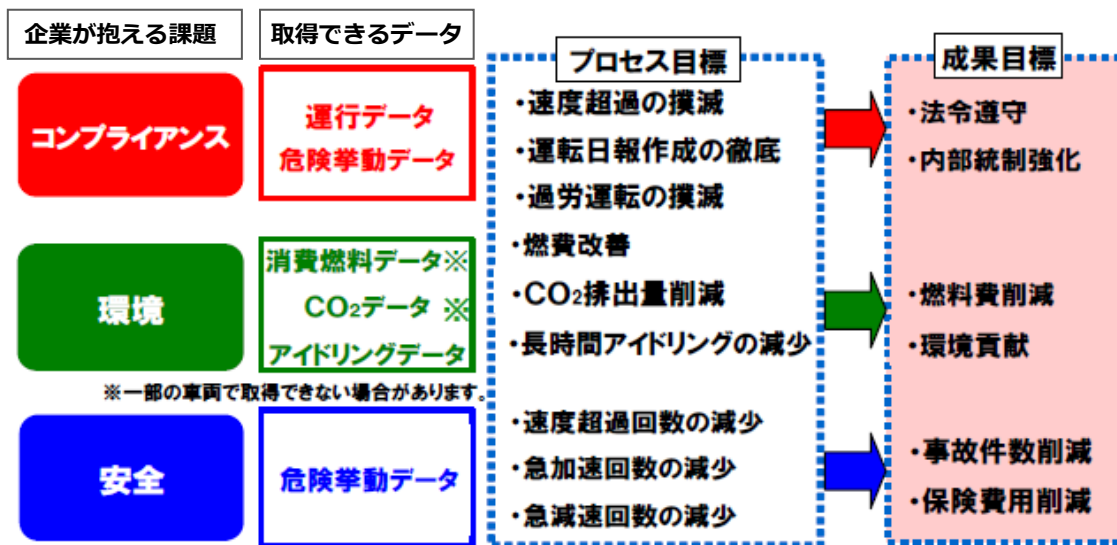 企業が抱える課題
取得できるデータ
プロセス目標
成果目標
コンプライアンス
運行データ
危険挙動データ
・速度超過の撲滅
・運転日報作成の徹底
・過労運転の撲滅
・法令遵守
・内部統制強化
環境
消費燃料データ※
CO2データ ※
アイドリングデータ
・燃費改善
・CO2排出量削減
・長時間アイドリングの減少
・燃料費削減
・環境貢献
※一部の車両で取得できない場合があります。
安全
危険挙動データ
・速度超過回数の減少
・急加速回数の減少
・急減速回数の減少
・事故件数削減
・保険費用削減